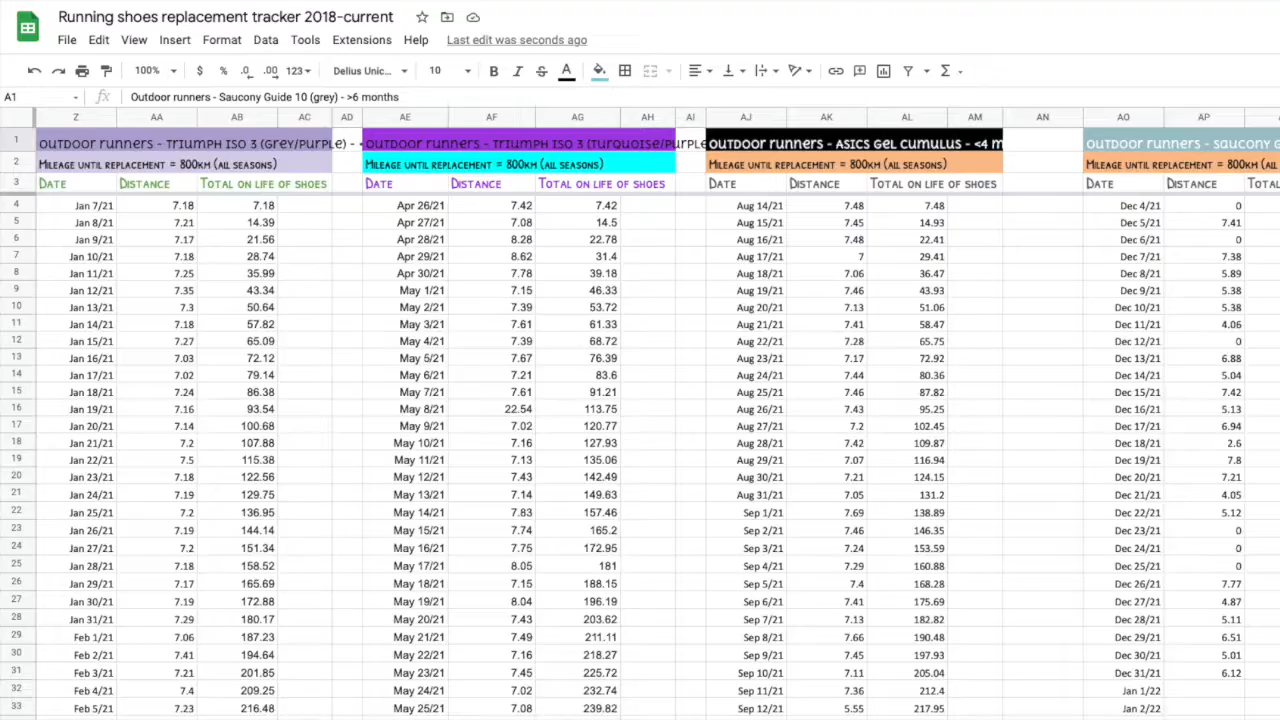 Running shoes replacement tracker 2018-current
File Edit View Insert Format Data Tools Extensions Help Last edit was seconds ago
100% $ % .0 .00 123 Delius Unic... 10 B I S A
A1 fx Outdoor runners - Saucony Guide 10 (grey) - >6 months
Z AA AB AC AD AE AF AG AH AI AJ AK AL AM AN AO AP
1 outdoor runners - Triumph ISO 3 (Grey/Purple) - outdoor runners - Triumph ISO 3 (turquoise/purple outdoor runners - ASICS Gel Cumulus - <4 m outdoor runners - Saucony G
2 Mileage until replacement = 800km (all seasons) Mileage until replacement = 800km (all seasons) Mileage until replacement = 800km (all seasons) Mileage until replacement = 800km (all
3 Date Distance Total on life of shoes Date Distance Total on life of shoes Date Distance Total on life of shoes Date Distance
4 Jan 7/21 7.18 7.18 Apr 26/21 7.42 7.42 Aug 14/21 7.48 7.48 Dec 4/21 0
5 Jan 8/21 7.21 14.39 Apr 27/21 7.08 14.5 Aug 15/21 7.45 14.93 Dec 5/21 7.41
6 Jan 9/21 7.17 21.56 Apr 28/21 8.28 22.78 Aug 16/21 7.48 22.41 Dec 6/21 0
7 Jan 10/21 7.18 28.74 Apr 29/21 8.62 31.4 Aug 17/21 7 29.41 Dec 7/21 7.38
8 Jan 11/21 7.25 35.99 Apr 30/21 7.78 39.18 Aug 18/21 7.06 36.47 Dec 8/21 5.89
9 Jan 12/21 7.35 43.34 May 1/21 7.15 46.33 Aug 19/21 7.46 43.93 Dec 9/21 5.38
10 Jan 13/21 7.3 50.64 May 2/21 7.39 53.72 Aug 20/21 7.13 51.06 Dec 10/21 5.38
11 Jan 14/21 7.18 57.82 May 3/21 7.61 61.33 Aug 21/21 7.41 58.47 Dec 11/21 4.06
12 Jan 15/21 7.27 65.09 May 4/21 7.39 68.72 Aug 22/21 7.28 65.75 Dec 12/21 0
13 Jan 16/21 7.03 72.12 May 5/21 7.67 76.39 Aug 23/21 7.17 72.92 Dec 13/21 6.88
14 Jan 17/21 7.02 79.14 May 6/21 7.21 83.6 Aug 24/21 7.44 80.36 Dec 14/21 5.04
15 Jan 18/21 7.24 86.38 May 7/21 7.61 91.21 Aug 25/21 7.46 87.82 Dec 15/21 7.42
16 Jan 19/21 7.16 93.54 May 8/21 22.54 113.75 Aug 26/21 7.43 95.25 Dec 16/21 5.13
17 Jan 20/21 7.14 100.68 May 9/21 7.02 120.77 Aug 27/21 7.2 102.45 Dec 17/21 6.94
18 Jan 21/21 7.2 107.88 May 10/21 7.16 127.93 Aug 28/21 7.42 109.87 Dec 18/21 2.6
19 Jan 22/21 7.5 115.38 May 11/21 7.13 135.06 Aug 29/21 7.07 116.94 Dec 19/21 7.8
20 Jan 23/21 7.18 122.56 May 12/21 7.43 142.49 Aug 30/21 7.21 124.15 Dec 20/21 7.21
21 Jan 24/21 7.19 129.75 May 13/21 7.14 149.63 Aug 31/21 7.05 131.2 Dec 21/21 4.05
22 Jan 25/21 7.2 136.95 May 14/21 7.83 157.46 Sep 1/21 7.69 138.89 Dec 22/21 5.12
23 Jan 26/21 7.19 144.14 May 15/21 7.74 165.2 Sep 2/21 7.46 146.35 Dec 23/21 0
24 Jan 27/21 7.2 151.34 May 16/21 7.75 172.95 Sep 3/21 7.24 153.59 Dec 24/21 0
25 Jan 28/21 7.18 158.52 May 17/21 8.05 181 Sep 4/21 7.29 160.88 Dec 25/21 0
26 Jan 29/21 7.17 165.69 May 18/21 7.15 188.15 Sep 5/21 7.4 168.28 Dec 26/21 7.77
27 Jan 30/21 7.19 172.88 May 19/21 8.04 196.19 Sep 6/21 7.41 175.69 Dec 27/21 4.87
28 Jan 31/21 7.29 180.17 May 20/21 7.43 203.62 Sep 7/21 7.13 182.82 Dec 28/21 5.11
29 Feb 1/21 7.06 187.23 May 21/21 7.49 211.11 Sep 8/21 7.66 190.48 Dec 29/21 6.51
30 Feb 2/21 7.41 194.64 May 22/21 7.16 218.27 Sep 9/21 7.45 197.93 Dec 30/21 5.01
31 Feb 3/21 7.21 201.85 May 23/21 7.45 225.72 Sep 10/21 7.11 205.04 Dec 31/21 6.12
32 Feb 4/21 7.4 209.25 May 24/21 7.02 232.74 Sep 11/21 7.36 212.4 Jan 1/22
33 Feb 5/21 7.23 216.48 May 25/21 7.08 239.82 Sep 12/21 5.55 217.95 Jan 2/22